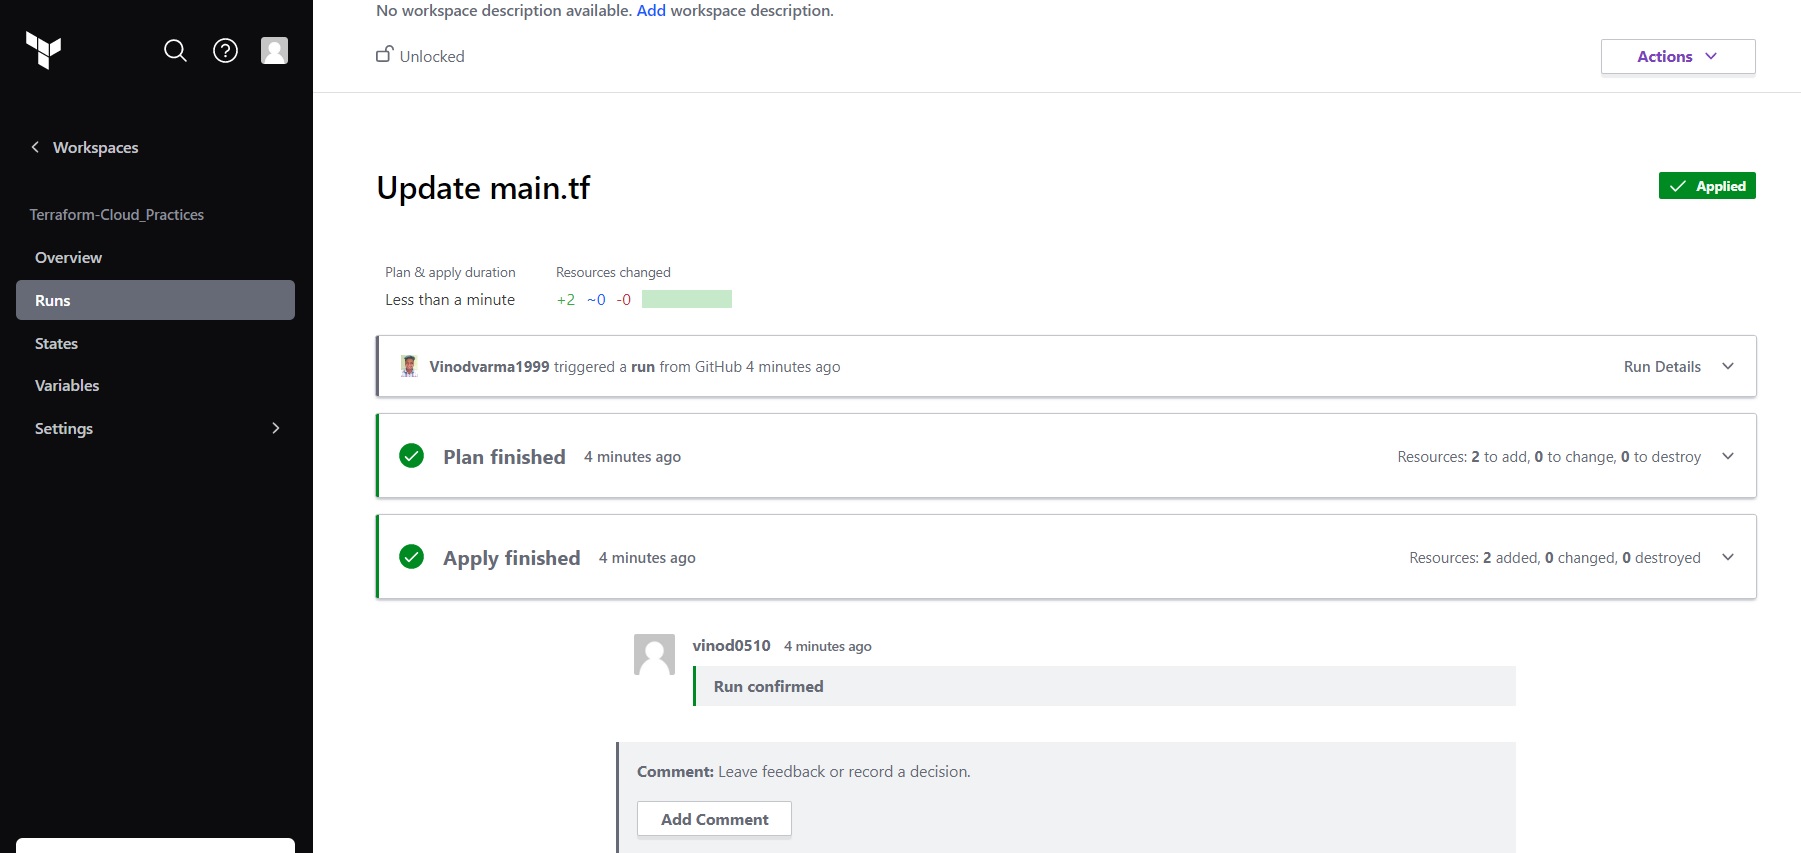 No workspace description available. Add workspace description.
Unlocked
Actions
Workspaces
Terraform-Cloud_Practices
Overview
Runs
States
Variables
Settings
Update main.tf
Applied
Plan & apply duration
Less than a minute
Resources changed
+2 ~0 -0
Vinodvarma1999 triggered a run from GitHub 4 minutes ago
Run Details
Plan finished 4 minutes ago
Resources: 2 to add, 0 to change, 0 to destroy
Apply finished 4 minutes ago
Resources: 2 added, 0 changed, 0 destroyed
vinod0510 4 minutes ago
Run confirmed
Comment: Leave feedback or record a decision.
Add Comment